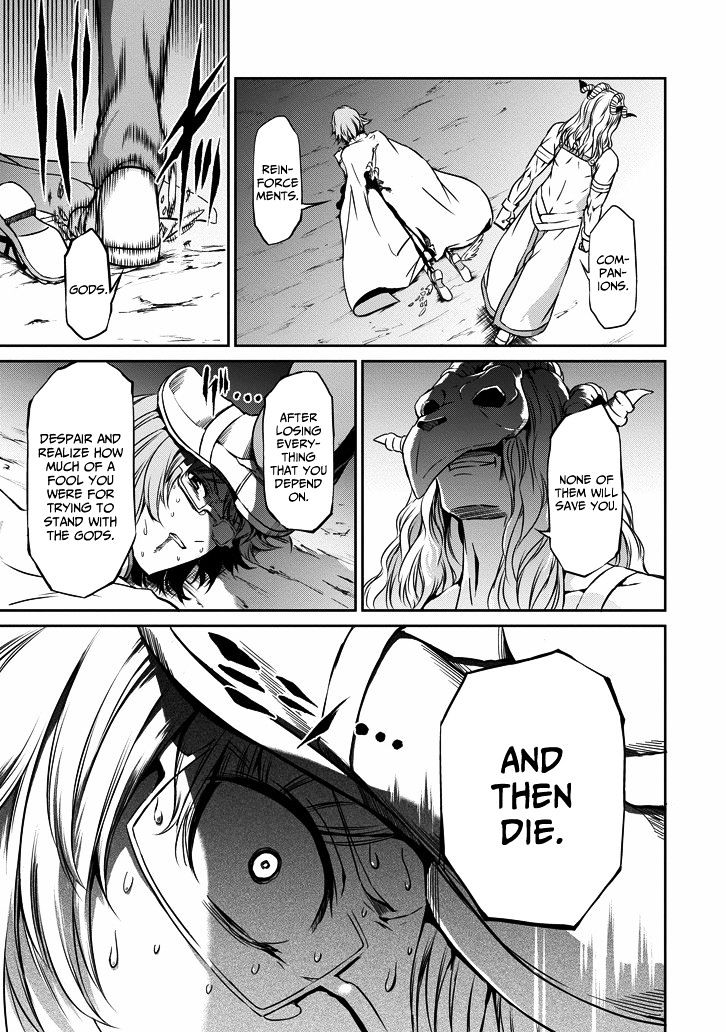 COM-
PAN-
IONS.
REIN-
FORCE
MENTS.
GODS.
NONE OF
THEM WILL
SAVE YOU.
AFTER
LOSING
EVERY-
THING
THAT YOU
DEPEND
ON.
DESPAIR AND
REALIZE HOW
MUCH OF A
FOOL YOU
WERE FOR
TRYING TO
STAND WITH
THE GODS.
AND
THEN
DIE.